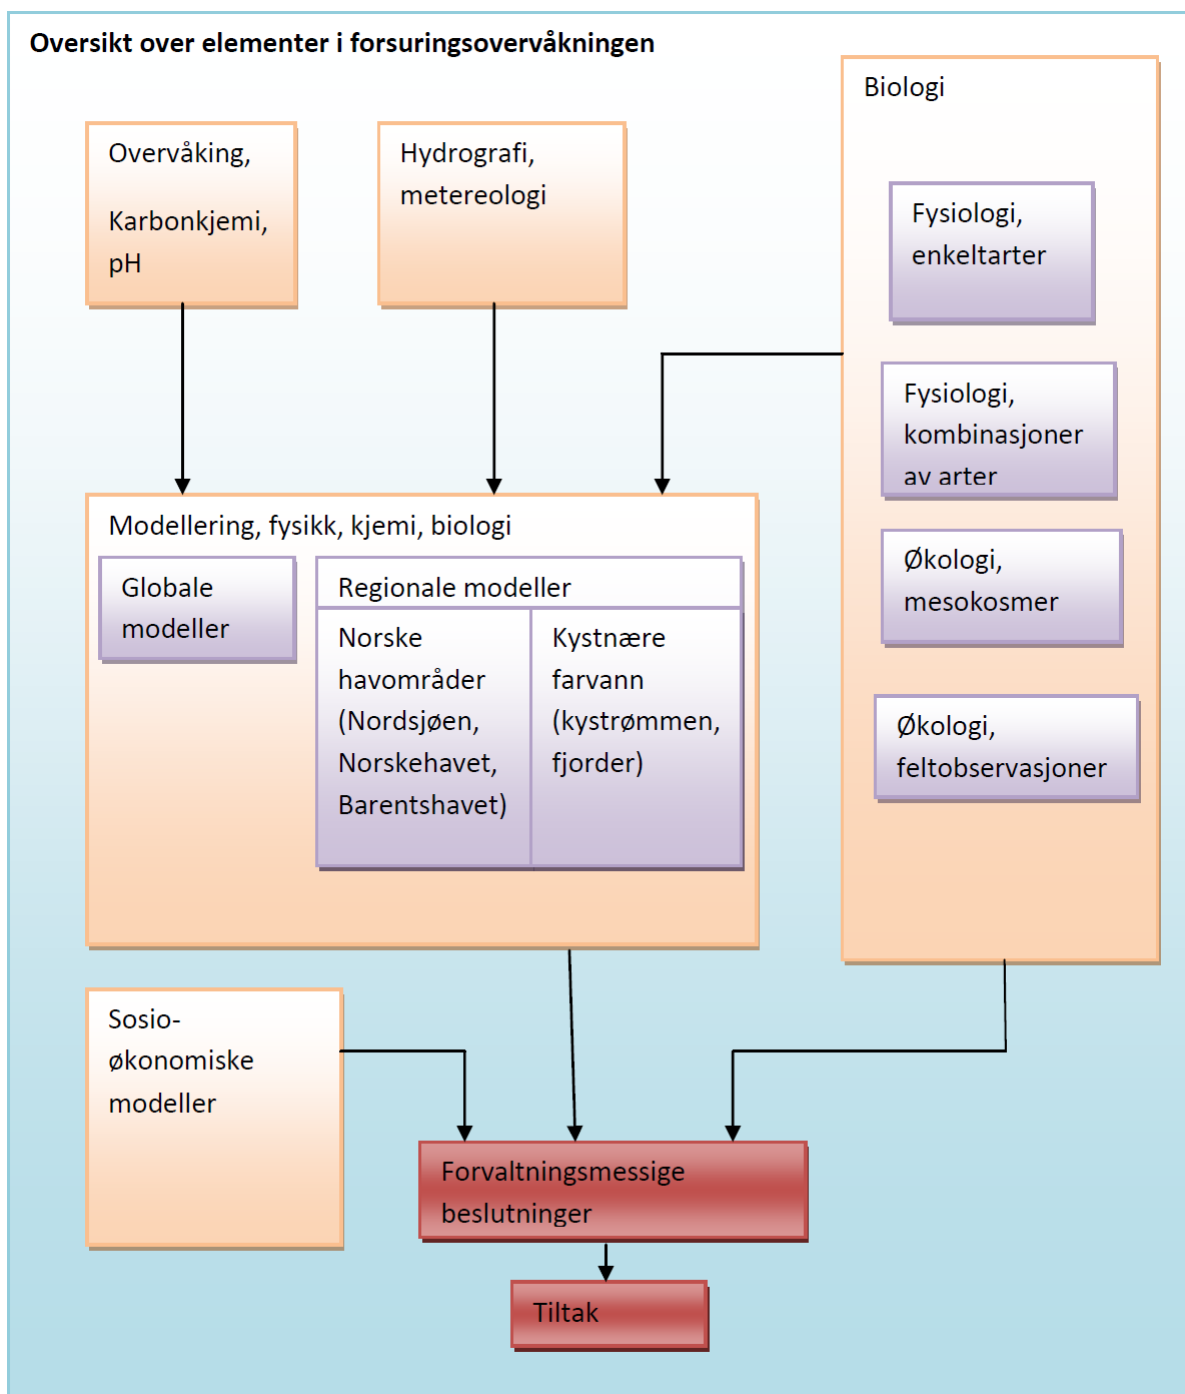 Oversikt over elementer i forsuringsovervåkningen
Overvåking,
Karbonkjemi,
pH
Hydrografi,
metereologi
Biologi
Fysiologi,
enkeltarter
Fysiologi,
kombinasjoner
av arter
Økologi,
mesokosmer
Økologi,
feltobservasjoner
Modellering, fysikk, kjemi, biologi
Globale
modeller
Regionale modeller
Norske
havområder
(Nordsjøen,
Norskehavet,
Barentshavet)
Kystnære
farvann
(kystrømmen,
fjorder)
Sosio-
økonomiske
modeller
Forvaltningsmessige
beslutninger
Tiltak